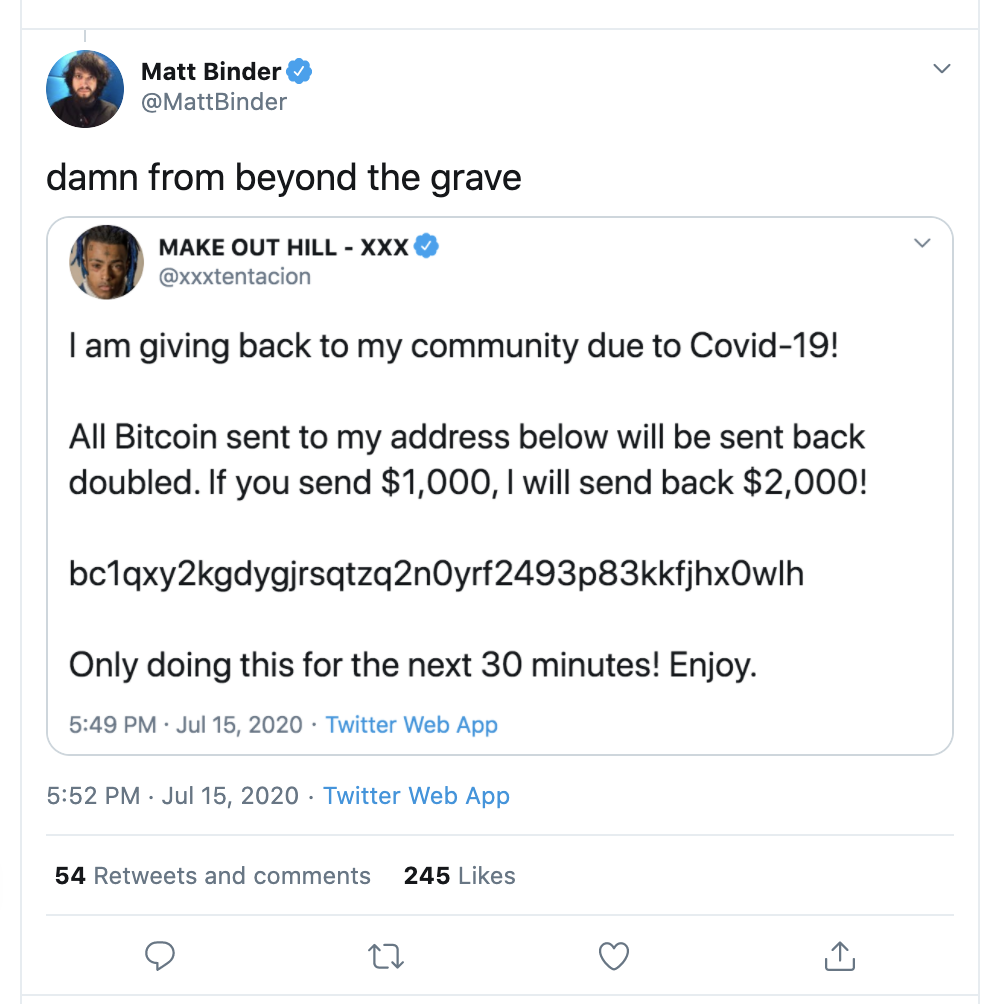 Matt Binder
@MattBinder
damn from beyond the grave
MAKE OUT HILL - XXX
@xxxtentacion
I am giving back to my community due to Covid-19!
All Bitcoin sent to my address below will be sent back
doubled. If you send $1,000, I will send back $2,000!
bc1qxy2kgdygjrsqtzq2n0yrf2493p83kkfjhx0wlh
Only doing this for the next 30 minutes! Enjoy.
5:49 PM · Jul 15, 2020 · Twitter Web App
5:52 PM · Jul 15, 2020 · Twitter Web App
54 Retweets and comments 245 Likes